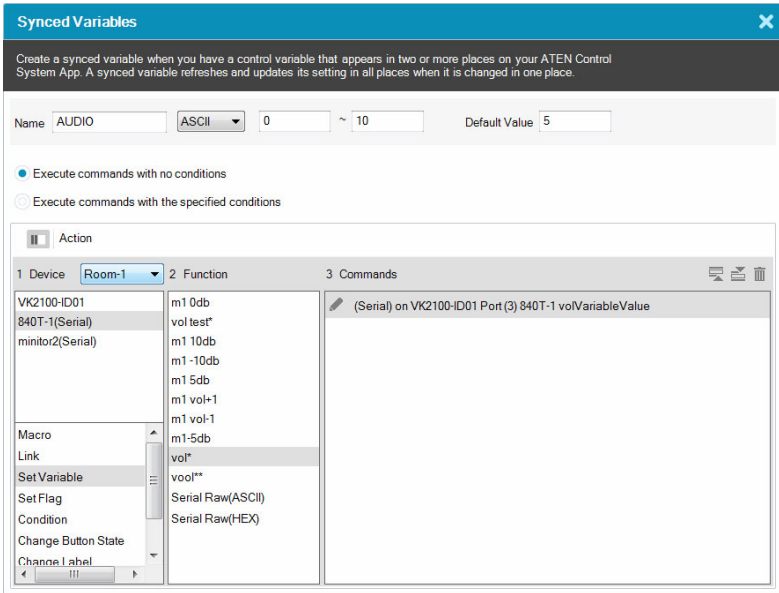 Synced Variables
Create a synced variable when you have a control variable that appears in two or more places on your ATEN Control
System App. A synced variable refreshes and updates its setting in all places when it is changed in one place.
Name AUDIO ASCII 0 ~ 10 Default Value 5
Execute commands with no conditions
Execute commands with the specified conditions
Action
1 Device Room-1 2 Function 3 Commands
VK2100-ID01
840T-1(Serial)
minitor2(Serial)
Macro
Link
Set Variable
Set Flag
Condition
Change Button State
Change Label
m1 0db
vol test*
m1 10db
m1 -10db
m1 5db
m1 vol+1
m1 vol-1
m1-5db
vol*
vool**
Serial Raw(ASCII)
Serial Raw(HEX)
(Serial) on VK2100-ID01 Port (3) 840T-1 volVariableValue